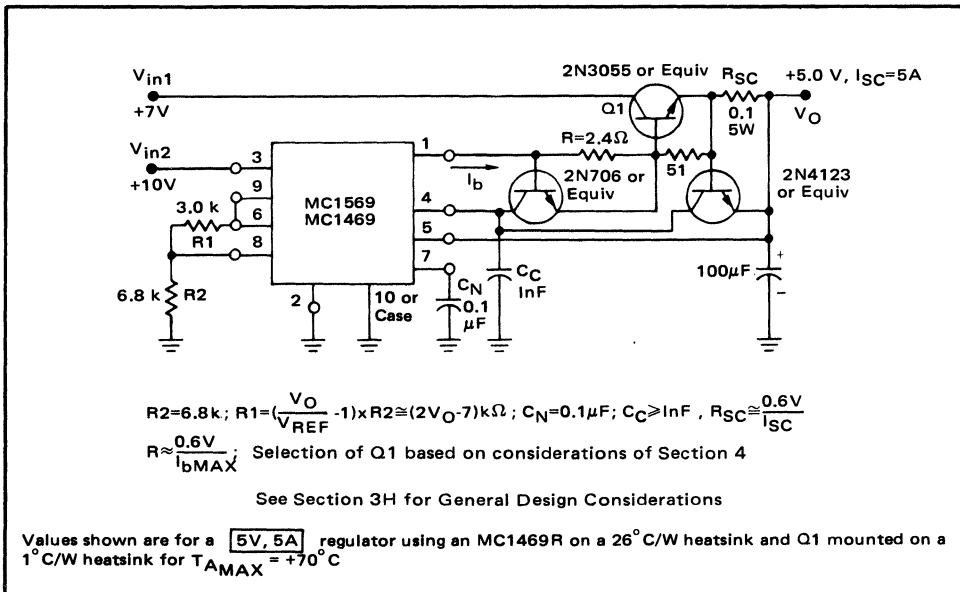 2N3055 or Equiv
Vin1
+7V
Q1
RSC
0.1
5W
+5.0 V, ISC=5A
VO
Vin2
+10V
3
9
6
8
3.0 k
R1
6.8 k
R2
MC1569
MC1469
2
10 or
Case
1
4
5
7
Ib
R=2.4Ω
2N706 or
Equiv
51
2N4123
or Equiv
CN
0.1
μF
CC
InF
100μF
+
−
R2=6.8k; R1=(VO/VREF -1)xR2≅(2VO-7)kΩ; CN=0.1μF; CC⩾InF , RSC≅0.6V/ISC
R≈0.6V/IbMAX; Selection of Q1 based on considerations of Section 4
See Section 3H for General Design Considerations
Values shown are for a 5V, 5A regulator using an MC1469R on a 26°C/W heatsink and Q1 mounted on a
1°C/W heatsink for TAMAX = +70°C